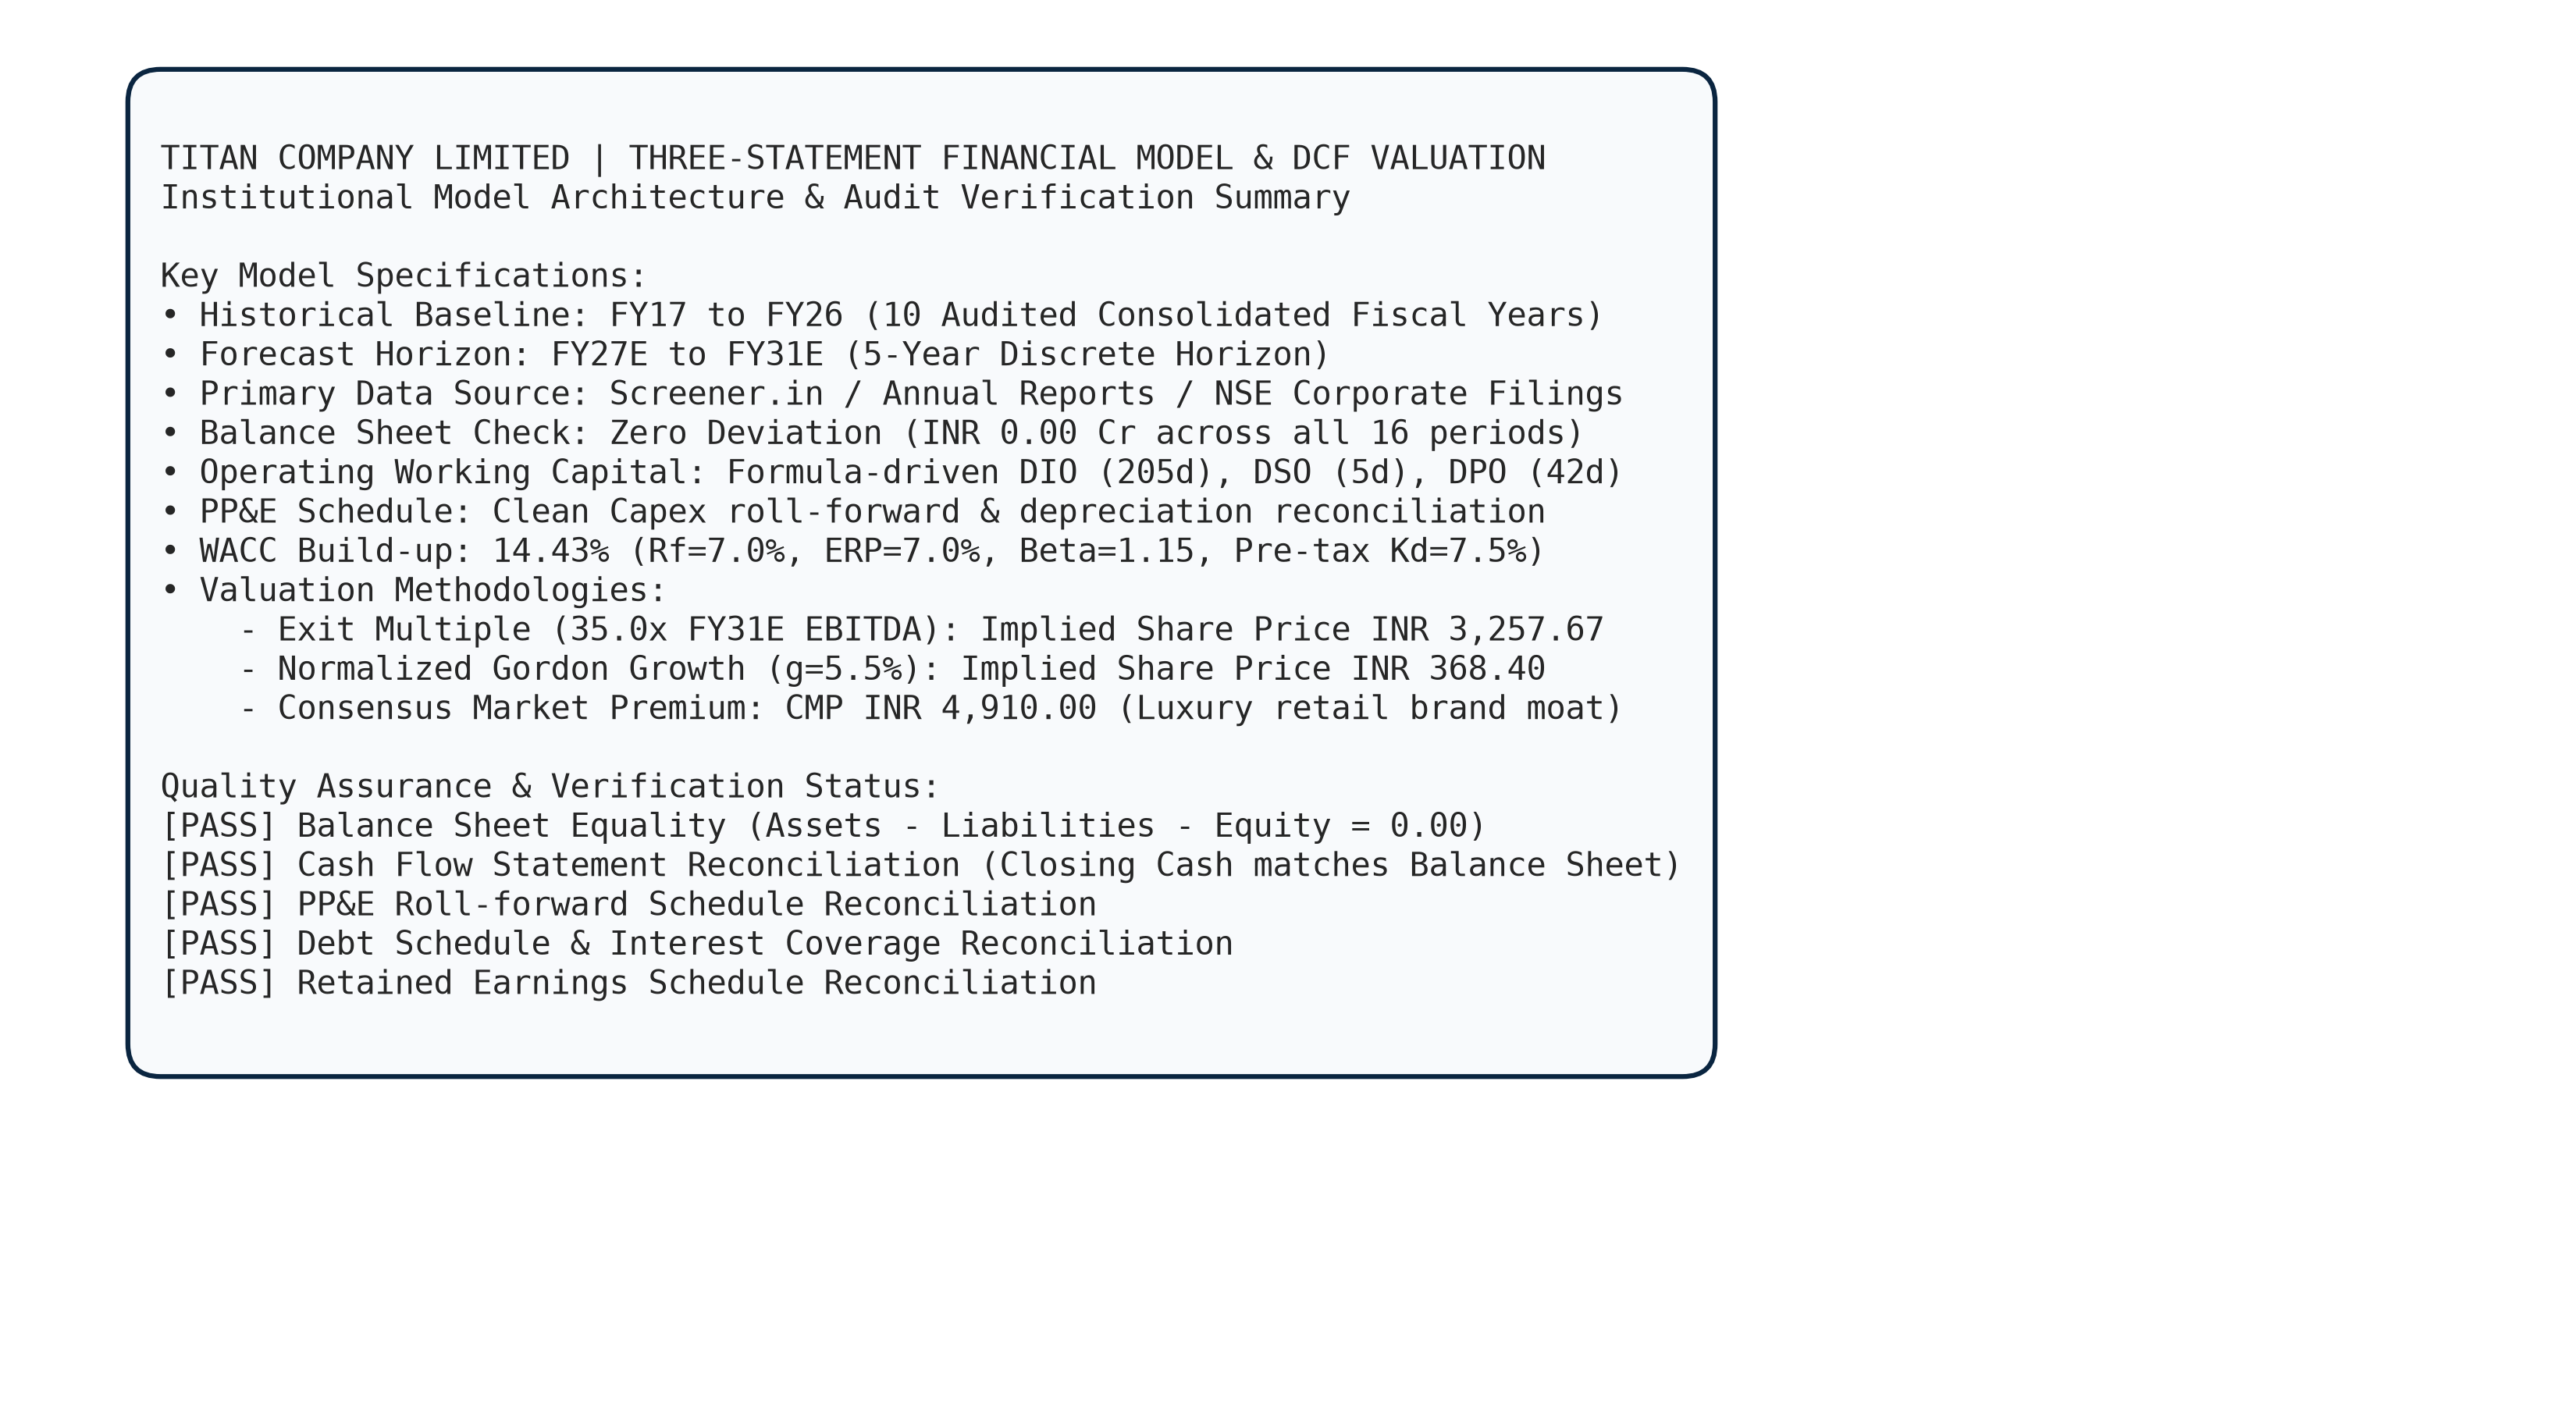 TITAN COMPANY LIMITED | THREE-STATEMENT FINANCIAL MODEL & DCF VALUATION
Institutional Model Architecture & Audit Verification Summary
Key Model Specifications:
• Historical Baseline: FY17 to FY26 (10 Audited Consolidated Fiscal Years)
• Forecast Horizon: FY27E to FY31E (5-Year Discrete Horizon)
• Primary Data Source: Screener.in / Annual Reports / NSE Corporate Filings
• Balance Sheet Check: Zero Deviation (INR 0.00 Cr across all 16 periods)
• Operating Working Capital: Formula-driven DIO (205d), DSO (5d), DPO (42d)
• PP&E Schedule: Clean Capex roll-forward & depreciation reconciliation
• WACC Build-up: 14.43% (Rf=7.0%, ERP=7.0%, Beta=1.15, Pre-tax Kd=7.5%)
• Valuation Methodologies:
- Exit Multiple (35.0x FY31E EBITDA): Implied Share Price INR 3,257.67
- Normalized Gordon Growth (g=5.5%): Implied Share Price INR 368.40
- Consensus Market Premium: CMP INR 4,910.00 (Luxury retail brand moat)
Quality Assurance & Verification Status:
[PASS] Balance Sheet Equality (Assets - Liabilities - Equity = 0.00)
[PASS] Cash Flow Statement Reconciliation (Closing Cash matches Balance Sheet)
[PASS] PP&E Roll-forward Schedule Reconciliation
[PASS] Debt Schedule & Interest Coverage Reconciliation
[PASS] Retained Earnings Schedule Reconciliation